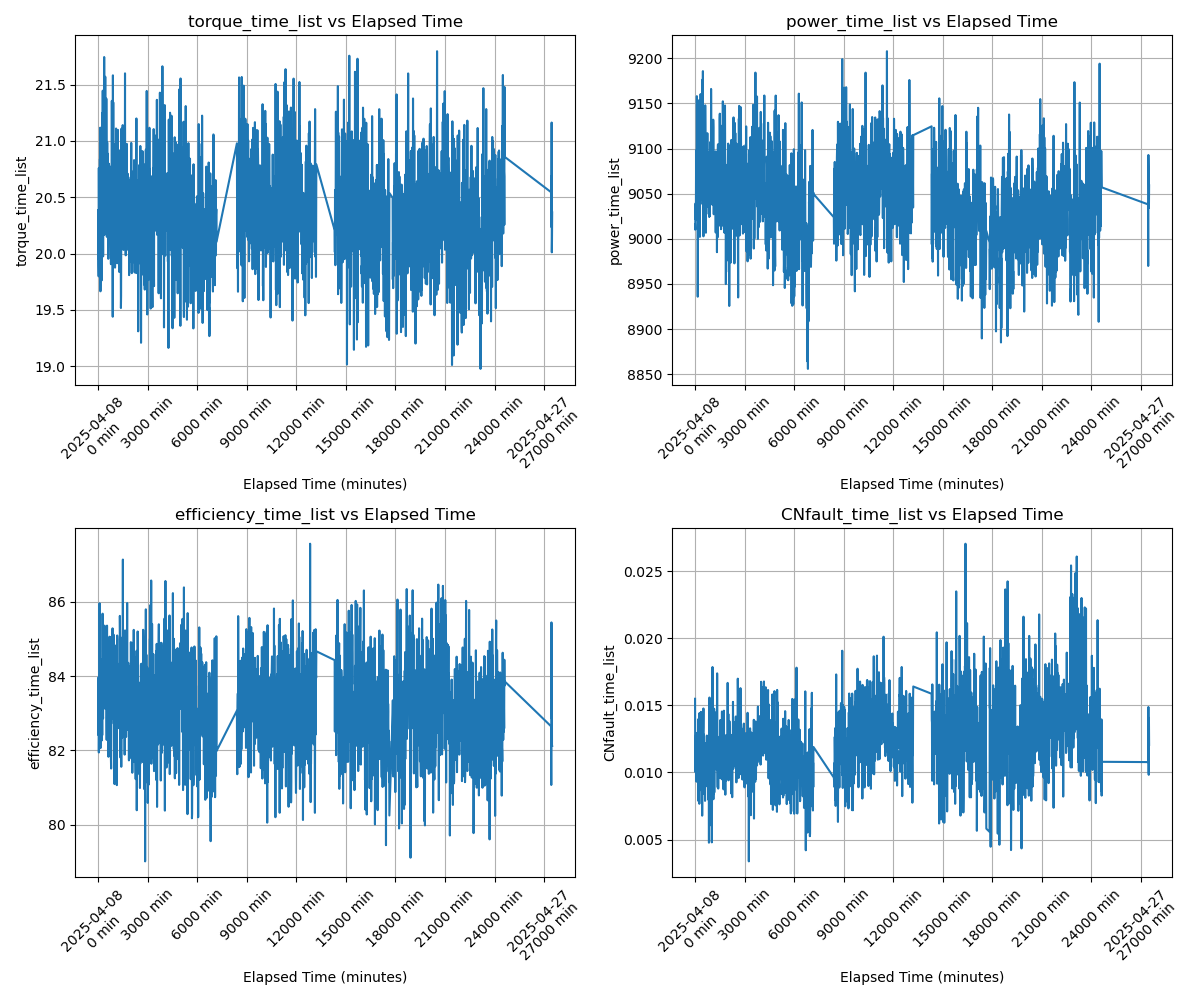 torque_time_list vs Elapsed Time
torque_time_list
21.5
21.0
20.5
20.0
19.5
19.0
2025-04-08
0 min
3000 min
6000 min
9000 min
12000 min
15000 min
18000 min
21000 min
24000 min
2025-04-27
27000 min
Elapsed Time (minutes)
power_time_list vs Elapsed Time
power_time_list
9200
9150
9100
9050
9000
8950
8900
8850
2025-04-08
0 min
3000 min
6000 min
9000 min
12000 min
15000 min
18000 min
21000 min
24000 min
2025-04-27
27000 min
Elapsed Time (minutes)
efficiency_time_list vs Elapsed Time
efficiency_time_list
86
84
82
80
2025-04-08
0 min
3000 min
6000 min
9000 min
12000 min
15000 min
18000 min
21000 min
24000 min
2025-04-27
27000 min
Elapsed Time (minutes)
CNfault_time_list vs Elapsed Time
CNfault_time_list
0.025
0.020
0.015
0.010
0.005
2025-04-08
0 min
3000 min
6000 min
9000 min
12000 min
15000 min
18000 min
21000 min
24000 min
2025-04-27
27000 min
Elapsed Time (minutes)